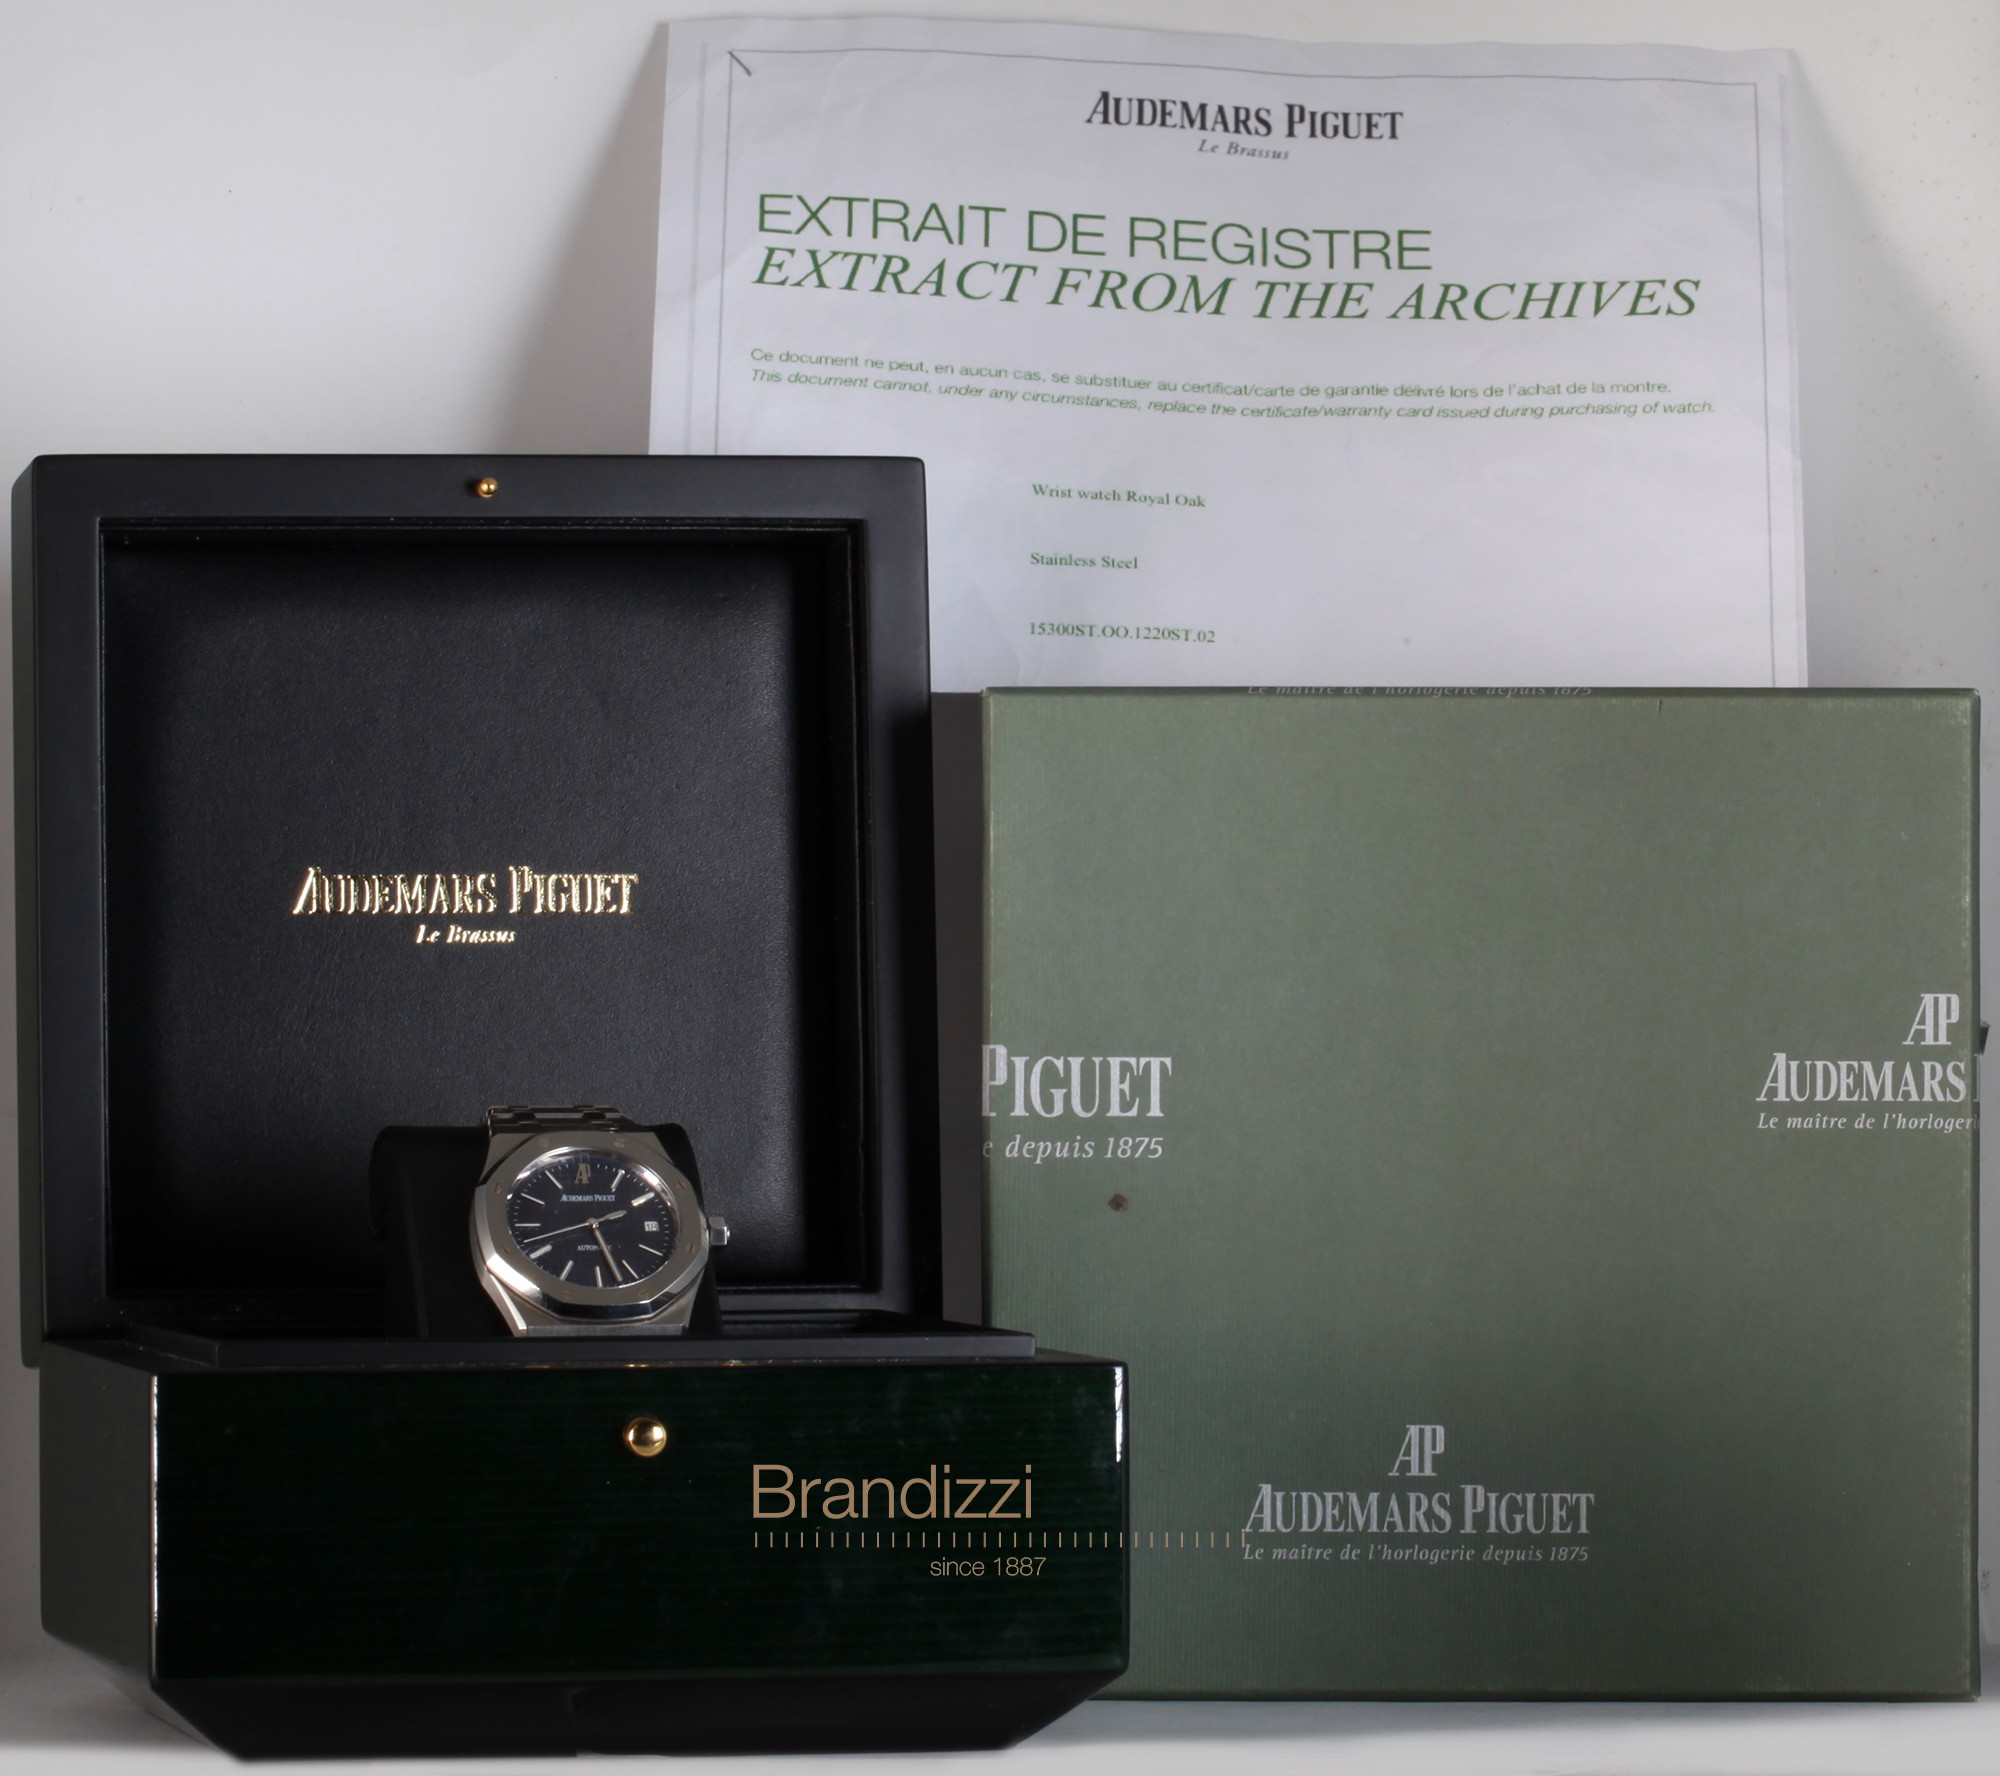 AUDEMARS PIGUET
Le Brassus
EXTRAIT DE REGISTRE
EXTRACT FROM THE ARCHIVES
Ce document ne peut, en aucun cas, se substituer au certificat/carte de garantie délivré lors de l'achat de la montre.
This document cannot, under any circumstances, replace the certificate/warranty card issued during purchasing of watch.
Wrist watch Royal Oak
Stainless Steel
15300ST.OO.1220ST.02
Le maître de l'horlogerie depuis 1875
AUDEMARS PIGUET
Le Brassus
AP
AUDEMARS PIGUET
18
AUTOMATIC
PIGUET
e depuis 1875
AP
AUDEMARS
Le maître de l'horlogeri
AP
AUDEMARS PIGUET
Le maître de l'horlogerie depuis 1875
Brandizzi
since 1887